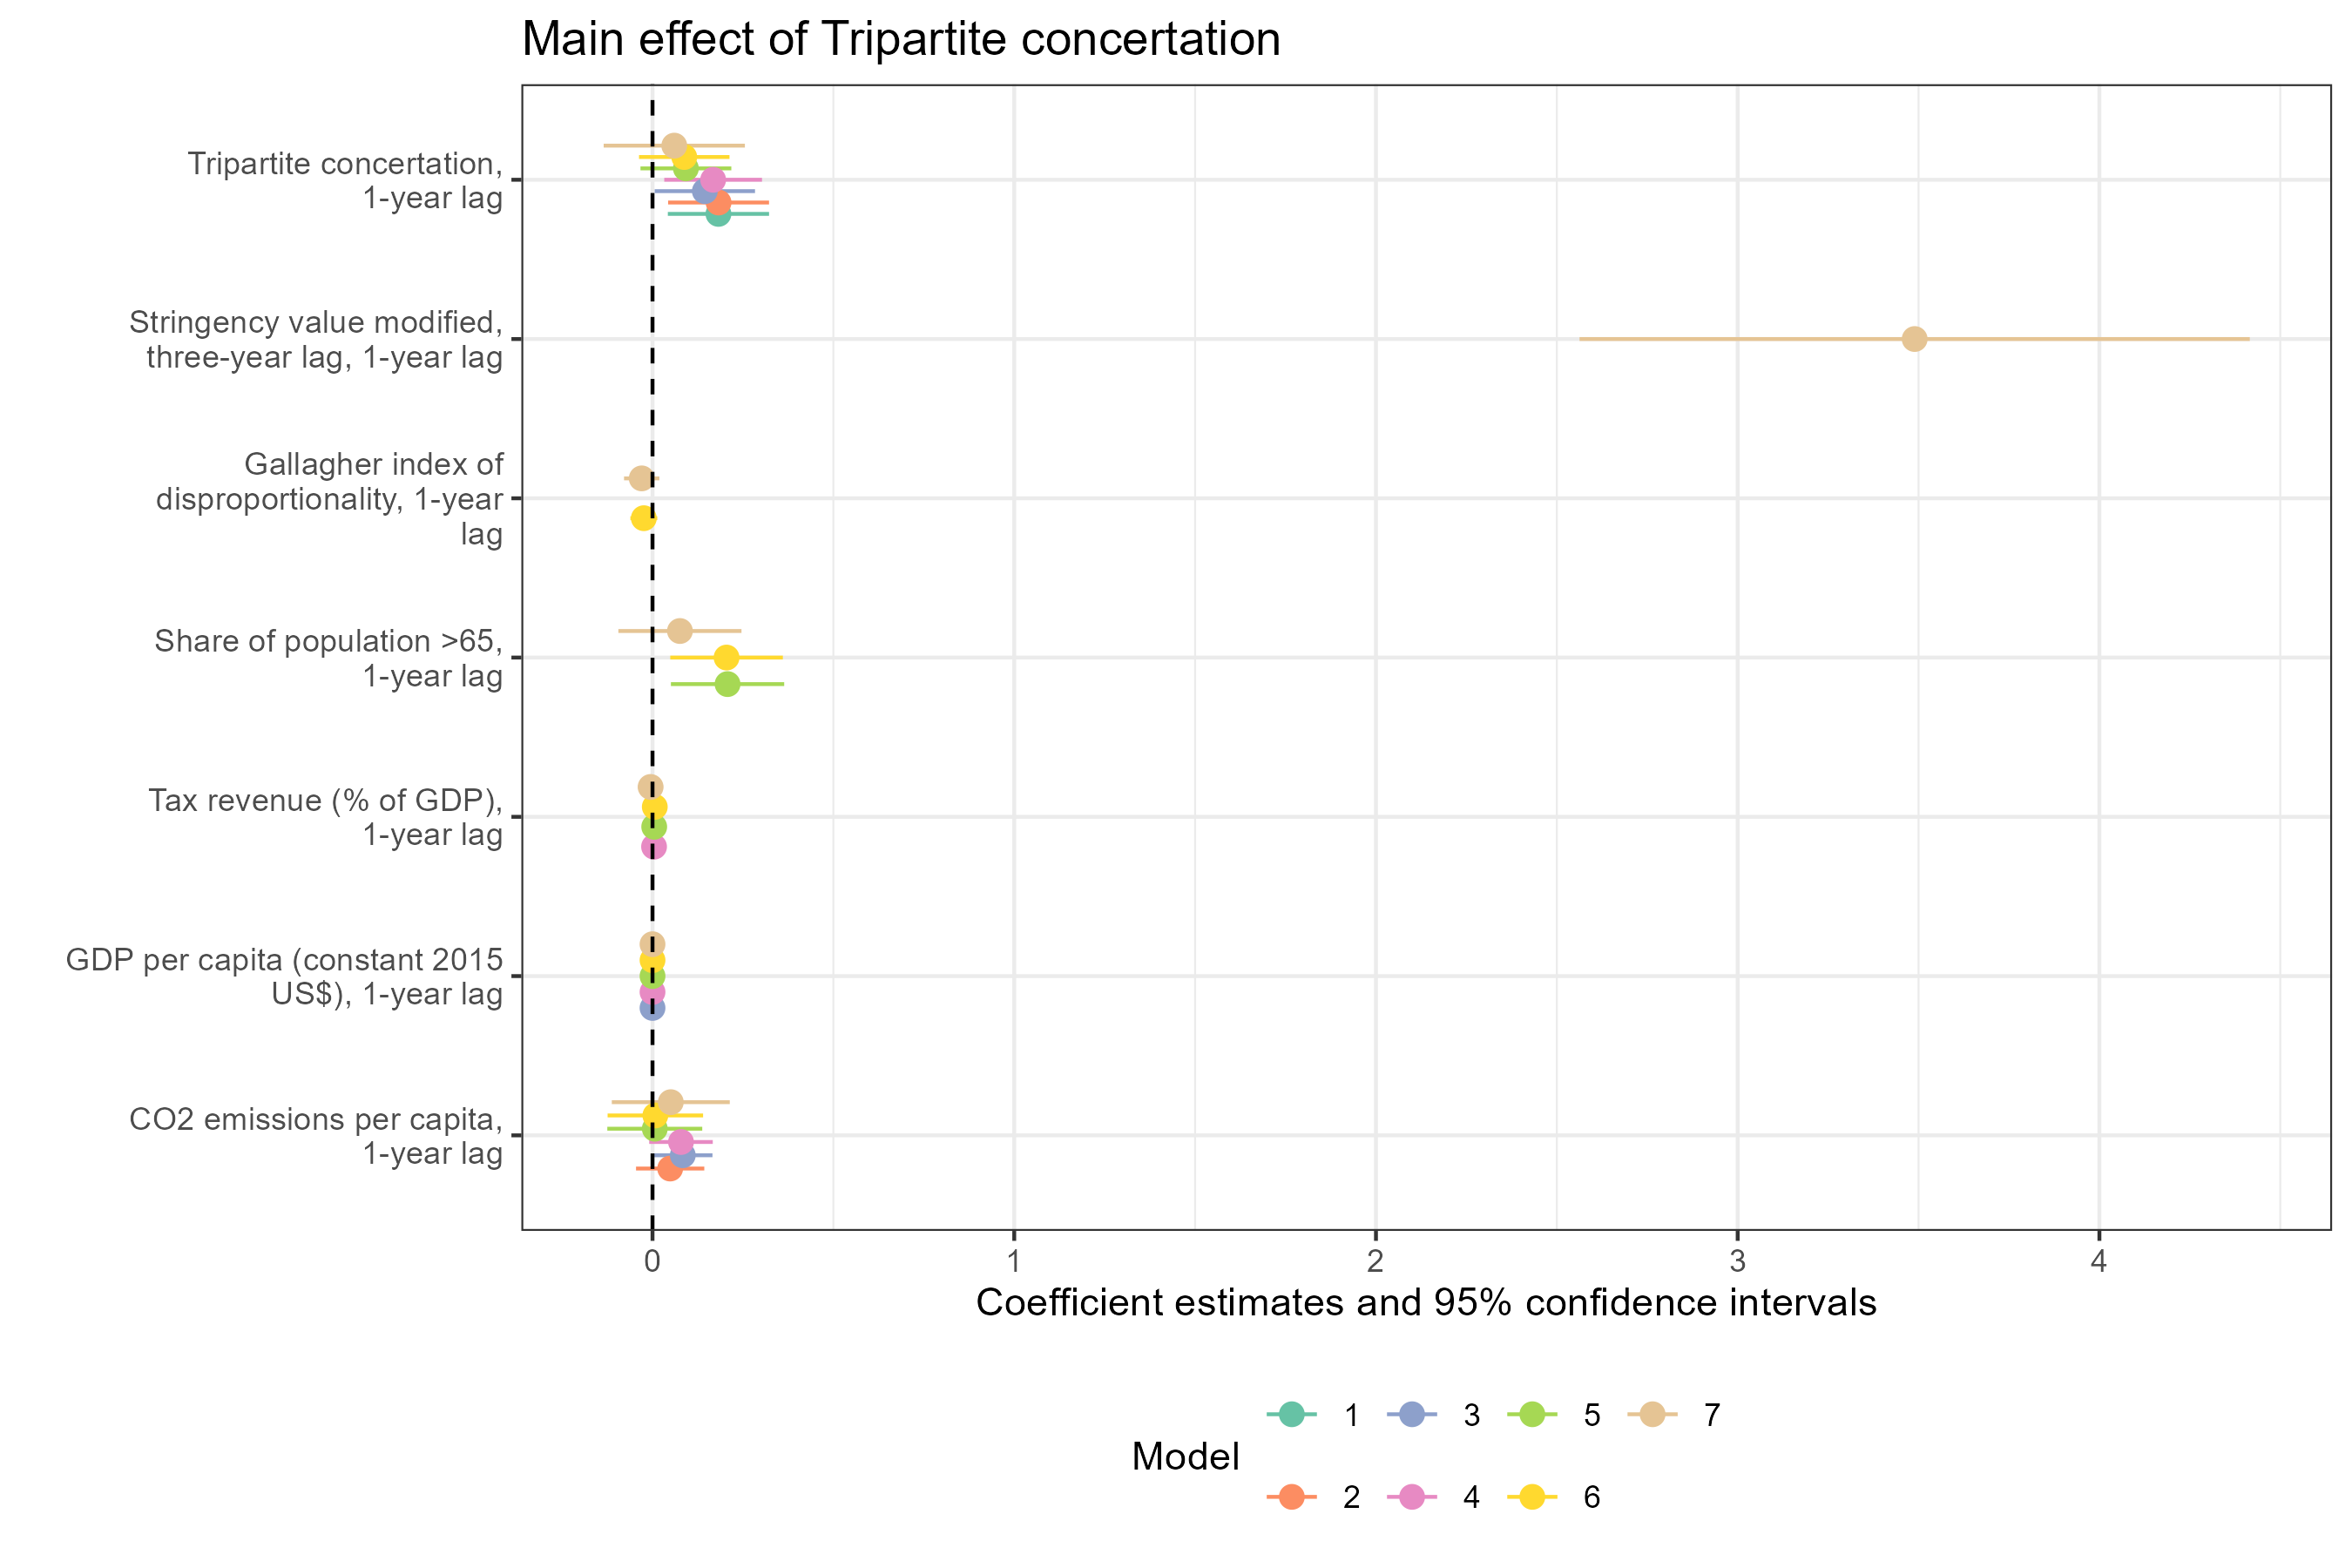 Main effect of Tripartite concertation
Tripartite concertation,
1-year lag
Stringency value modified,
three-year lag, 1-year lag
Gallagher index of
disproportionality, 1-year
lag
Share of population >65,
1-year lag
Tax revenue (% of GDP),
1-year lag
GDP per capita (constant 2015
US$), 1-year lag
CO2 emissions per capita,
1-year lag
0 1 2 3 4
Coefficient estimates and 95% confidence intervals
Model
1 3 5 7
2 4 6